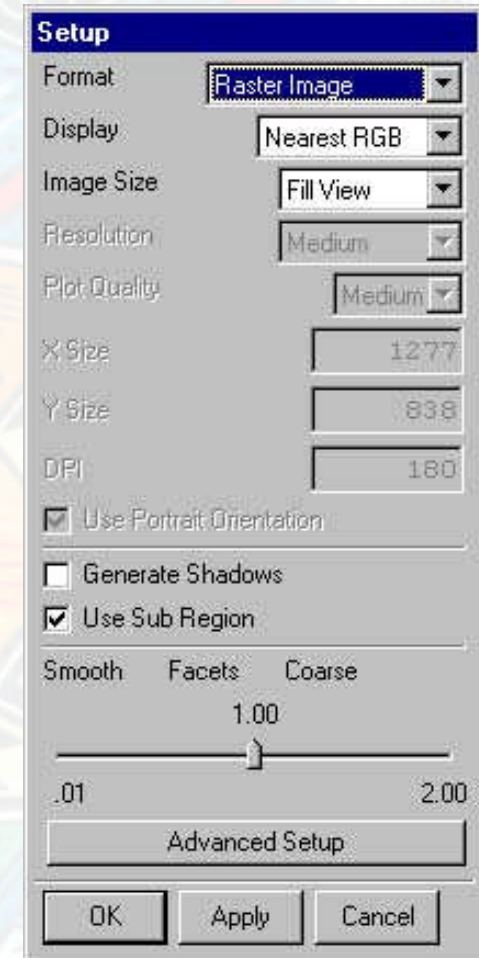 Setup
Format Raster Image
Display Nearest RGB
Image Size Fill View
Resolution Medium
Plot Quality Medium
X Size 1277
Y Size 838
DPI 180
Use Portrait Orientation
Generate Shadows
Use Sub Region
Smooth Facets Coarse
1.00
.01 2.00
Advanced Setup
OK Apply Cancel